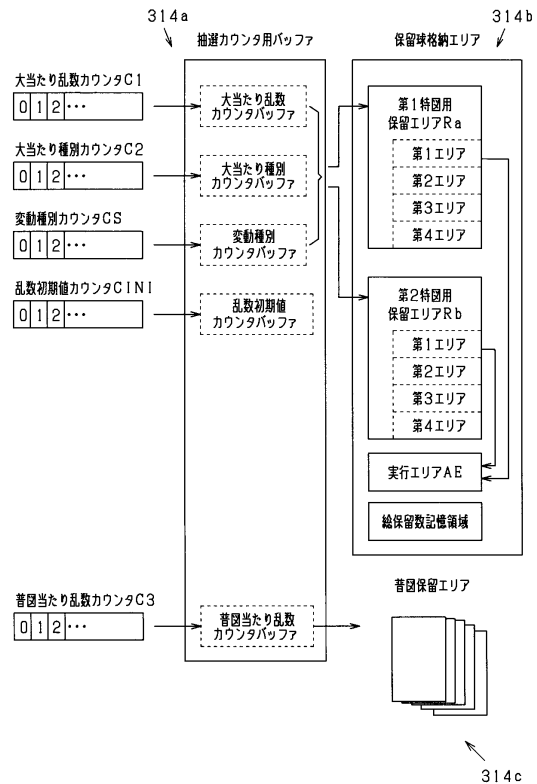 314a
314b
抽選カウンタ用バッファ
保留球格納エリア
大当たり乱数カウンタC1
0 1 2 ･･･
大当たり乱数
カウンタバッファ
大当たり種別カウンタC2
0 1 2 ･･･
大当たり種別
カウンタバッファ
変動種別カウンタCS
0 1 2 ･･･
変動種別
カウンタバッファ
乱数初期値カウンタCINI
0 1 2 ･･･
乱数初期値
カウンタバッファ
第1特図用
保留エリアRa
第1エリア
第2エリア
第3エリア
第4エリア
第2特図用
保留エリアRb
第1エリア
第2エリア
第3エリア
第4エリア
実行エリアAE
総保留数記憶領域
普図当たり乱数カウンタC3
0 1 2 ･･･
普図当たり乱数
カウンタバッファ
普図保留エリア
314c